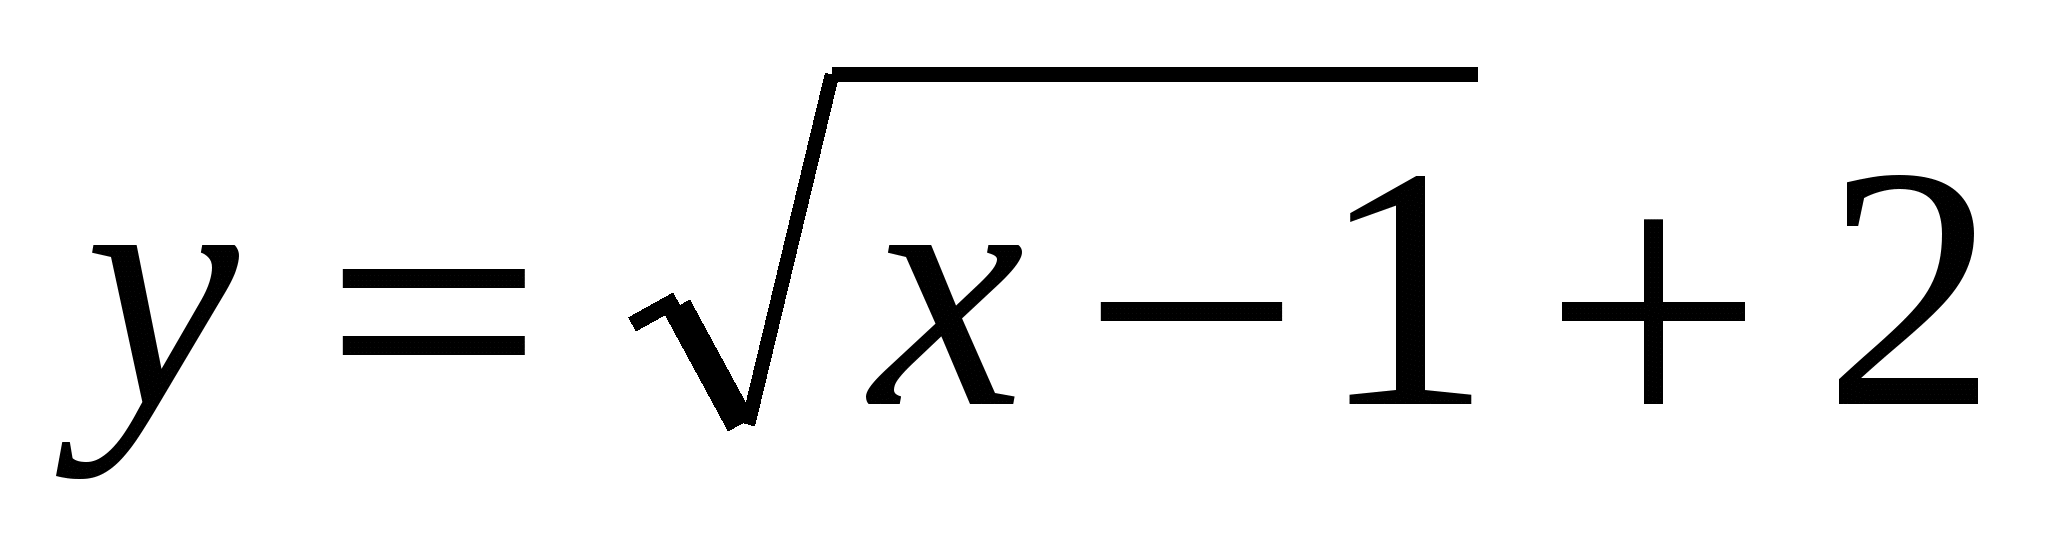 y = √(x − 1) + 2